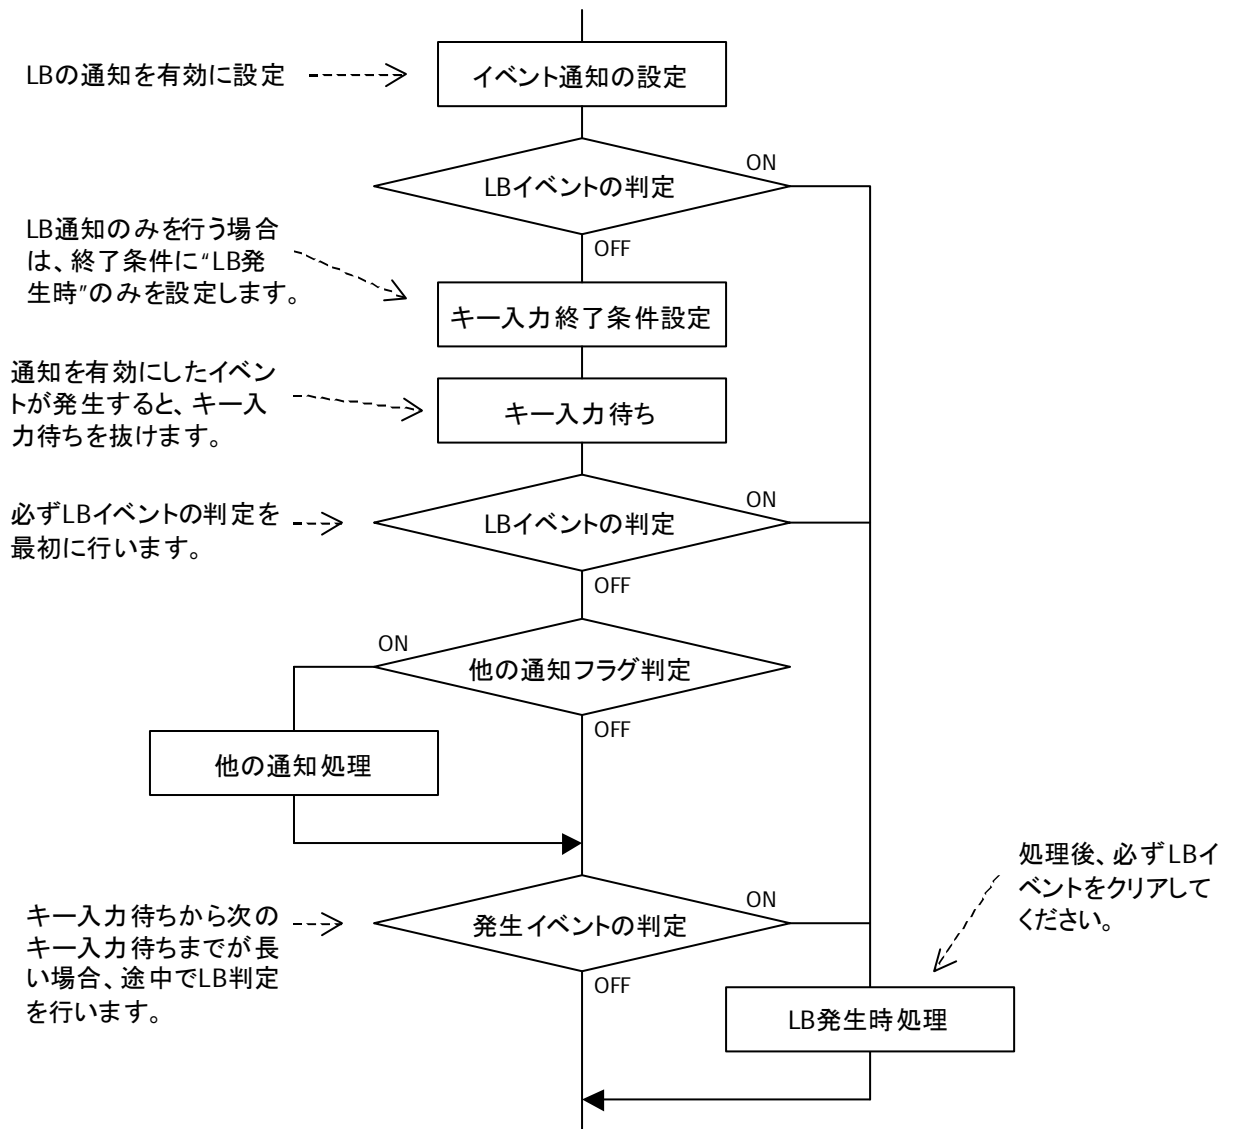 LBの通知を有効に設定
イベント通知の設定
ON
LBイベントの判定
OFF
LB通知のみを行う場合
は、終了条件に“LB発
生時”のみを設定します。
キー入力終了条件設定
通知を有効にしたイベン
トが発生すると、キー入
力待ちを抜けます。
キー入力待ち
ON
必ずLBイベントの判定を
最初に行います。
LBイベントの判定
OFF
ON
他の通知フラグ判定
OFF
他の通知処理
処理後、必ずLBイ
ベントをクリアして
ください。
ON
キー入力待ちから次の
キー入力待ちまでが長
い場合、途中でLB判定
を行います。
発生イベントの判定
OFF
LB発生時処理